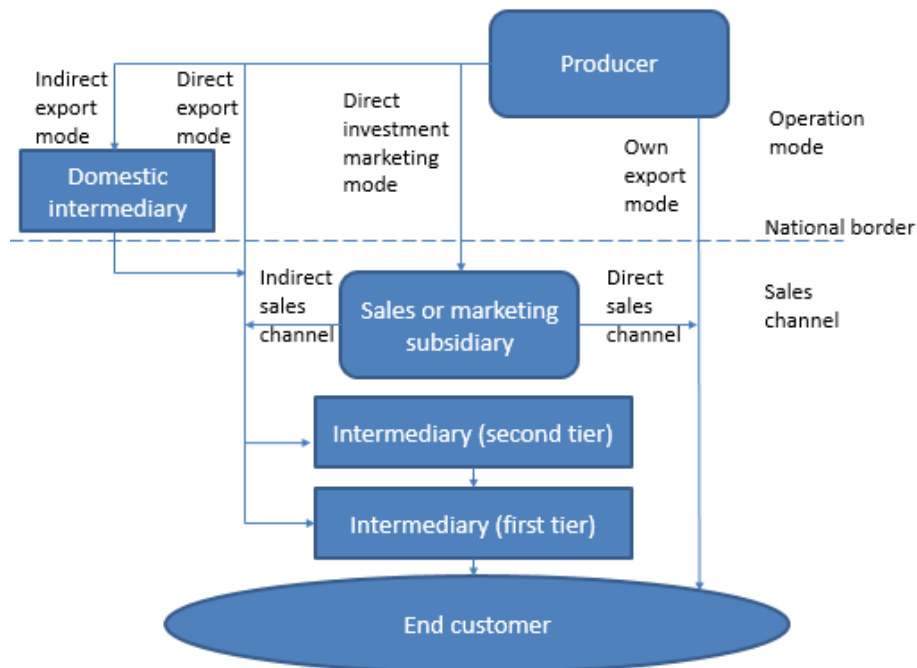 Producer
Indirect
export
mode
Direct
export
mode
Direct
investment
marketing
mode
Own
export
mode
Operation
mode
Domestic
intermediary
National border
Indirect
sales
channel
Sales or marketing
subsidiary
Direct
sales
channel
Sales
channel
Intermediary (second tier)
Intermediary (first tier)
End customer